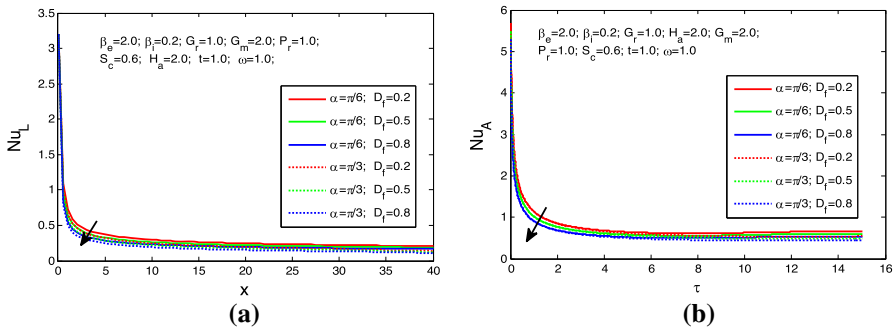 β_e=2.0; β_i=0.2; G_r=1.0; G_m=2.0; P_r=1.0;
S_c=0.6; H_a=2.0; t=1.0; ω=1.0;
α=π/6; D_f=0.2
α=π/6; D_f=0.5
α=π/6; D_f=0.8
α=π/3; D_f=0.2
α=π/3; D_f=0.5
α=π/3; D_f=0.8
Nu_L
3.5
3
2.5
2
1.5
1
0.5
0
0 5 10 15 20 25 30 35 40
x
(a)
β_e=2.0; β_i=0.2; G_r=1.0; H_a=2.0; G_m=2.0;
P_r=1.0; S_c=0.6; t=1.0; ω=1.0
α=π/6; D_f=0.2
α=π/6; D_f=0.5
α=π/6; D_f=0.8
α=π/3; D_f=0.2
α=π/3; D_f=0.5
α=π/3; D_f=0.8
Nu_A
6
5
4
3
2
1
0
0 2 4 6 8 10 12 14 16
τ
(b)